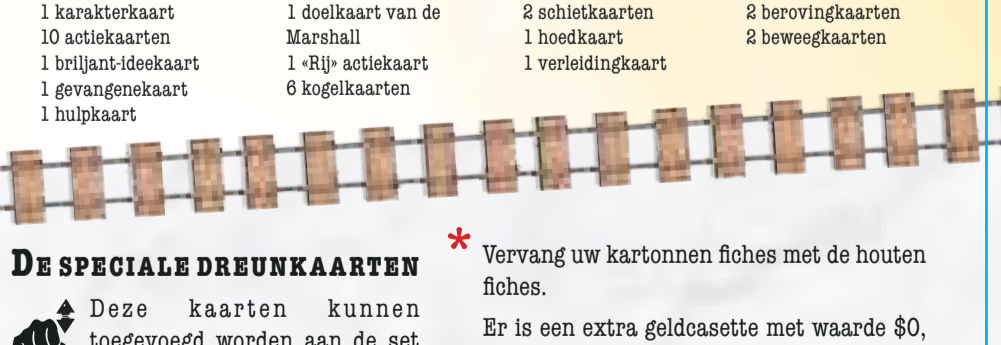 1 karakterkaart
10 actiekaarten
1 briljant-ideekaart
1 gevangenekaart
1 hulpkaart
1 doelkaart van de
Marshall
1 «Rij» actiekaart
6 kogelkaarten
2 schietkaarten
1 hoedkaart
1 verleidingkaart
2 berovingkaarten
2 beweegkaarten
DE SPECIALE DREUNKAARTEN
Deze kaarten kunnen
toegevoegd worden aan de set
* Vervang uw kartonnen fiches met de houten
fiches.
Er is een extra geldcasette met waarde $0,